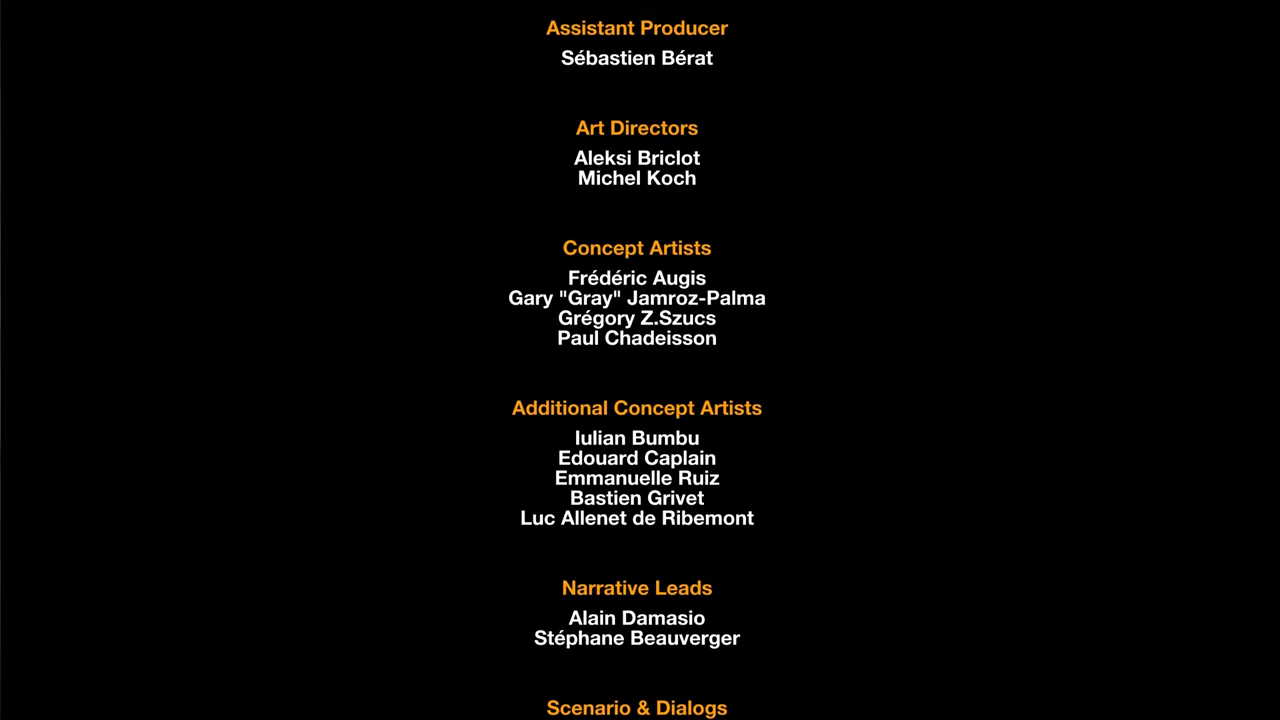 Assistant Producer
Sébastien Bérat
Art Directors
Aleksi Briclot
Michel Koch
Concept Artists
Frédéric Augis
Gary "Gray" Jamroz-Palma
Grégory Z.Szucs
Paul Chadeisson
Additional Concept Artists
Iulian Bumbu
Edouard Caplain
Emmanuelle Ruiz
Bastien Grivet
Luc Allenet de Ribemont
Narrative Leads
Alain Damasio
Stéphane Beauverger
Scenario & Dialogs